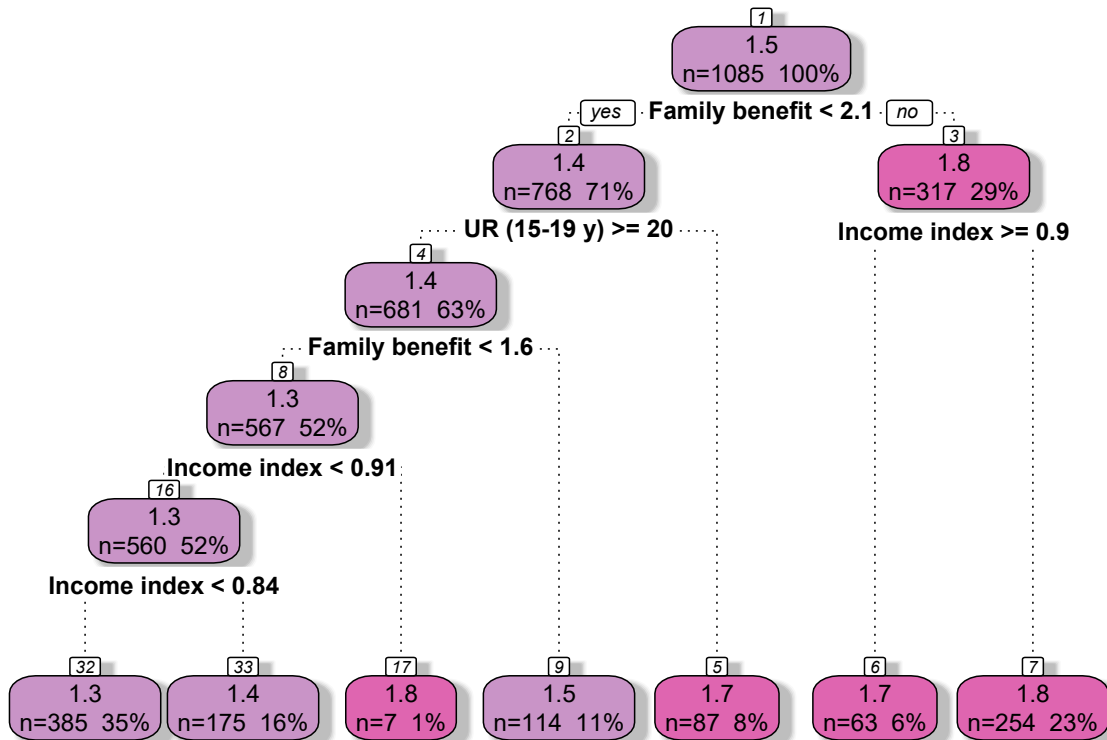 1
1.5
n=1085 100%
yes Family benefit < 2.1 no
2
1.4
n=768 71%
3
1.8
n=317 29%
UR (15-19 y) >= 20
Income index >= 0.9
4
1.4
n=681 63%
Family benefit < 1.6
8
1.3
n=567 52%
Income index < 0.91
16
1.3
n=560 52%
Income index < 0.84
32
1.3
n=385 35%
33
1.4
n=175 16%
17
1.8
n=7 1%
9
1.5
n=114 11%
5
1.7
n=87 8%
6
1.7
n=63 6%
7
1.8
n=254 23%